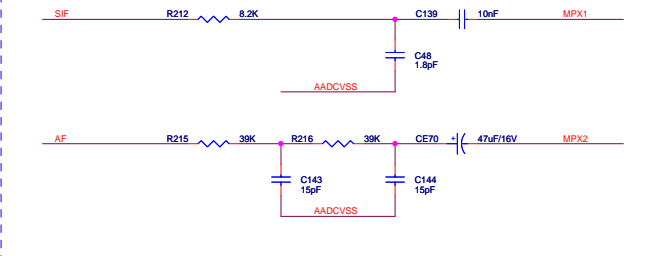 SIF R212 8.2K C139 10nF MPX1
C48
1.8pF
AADCVSS
AF R215 39K R216 39K CE70 + 47uF/16V MPX2
C143 C144
15pF 15pF
AADCVSS